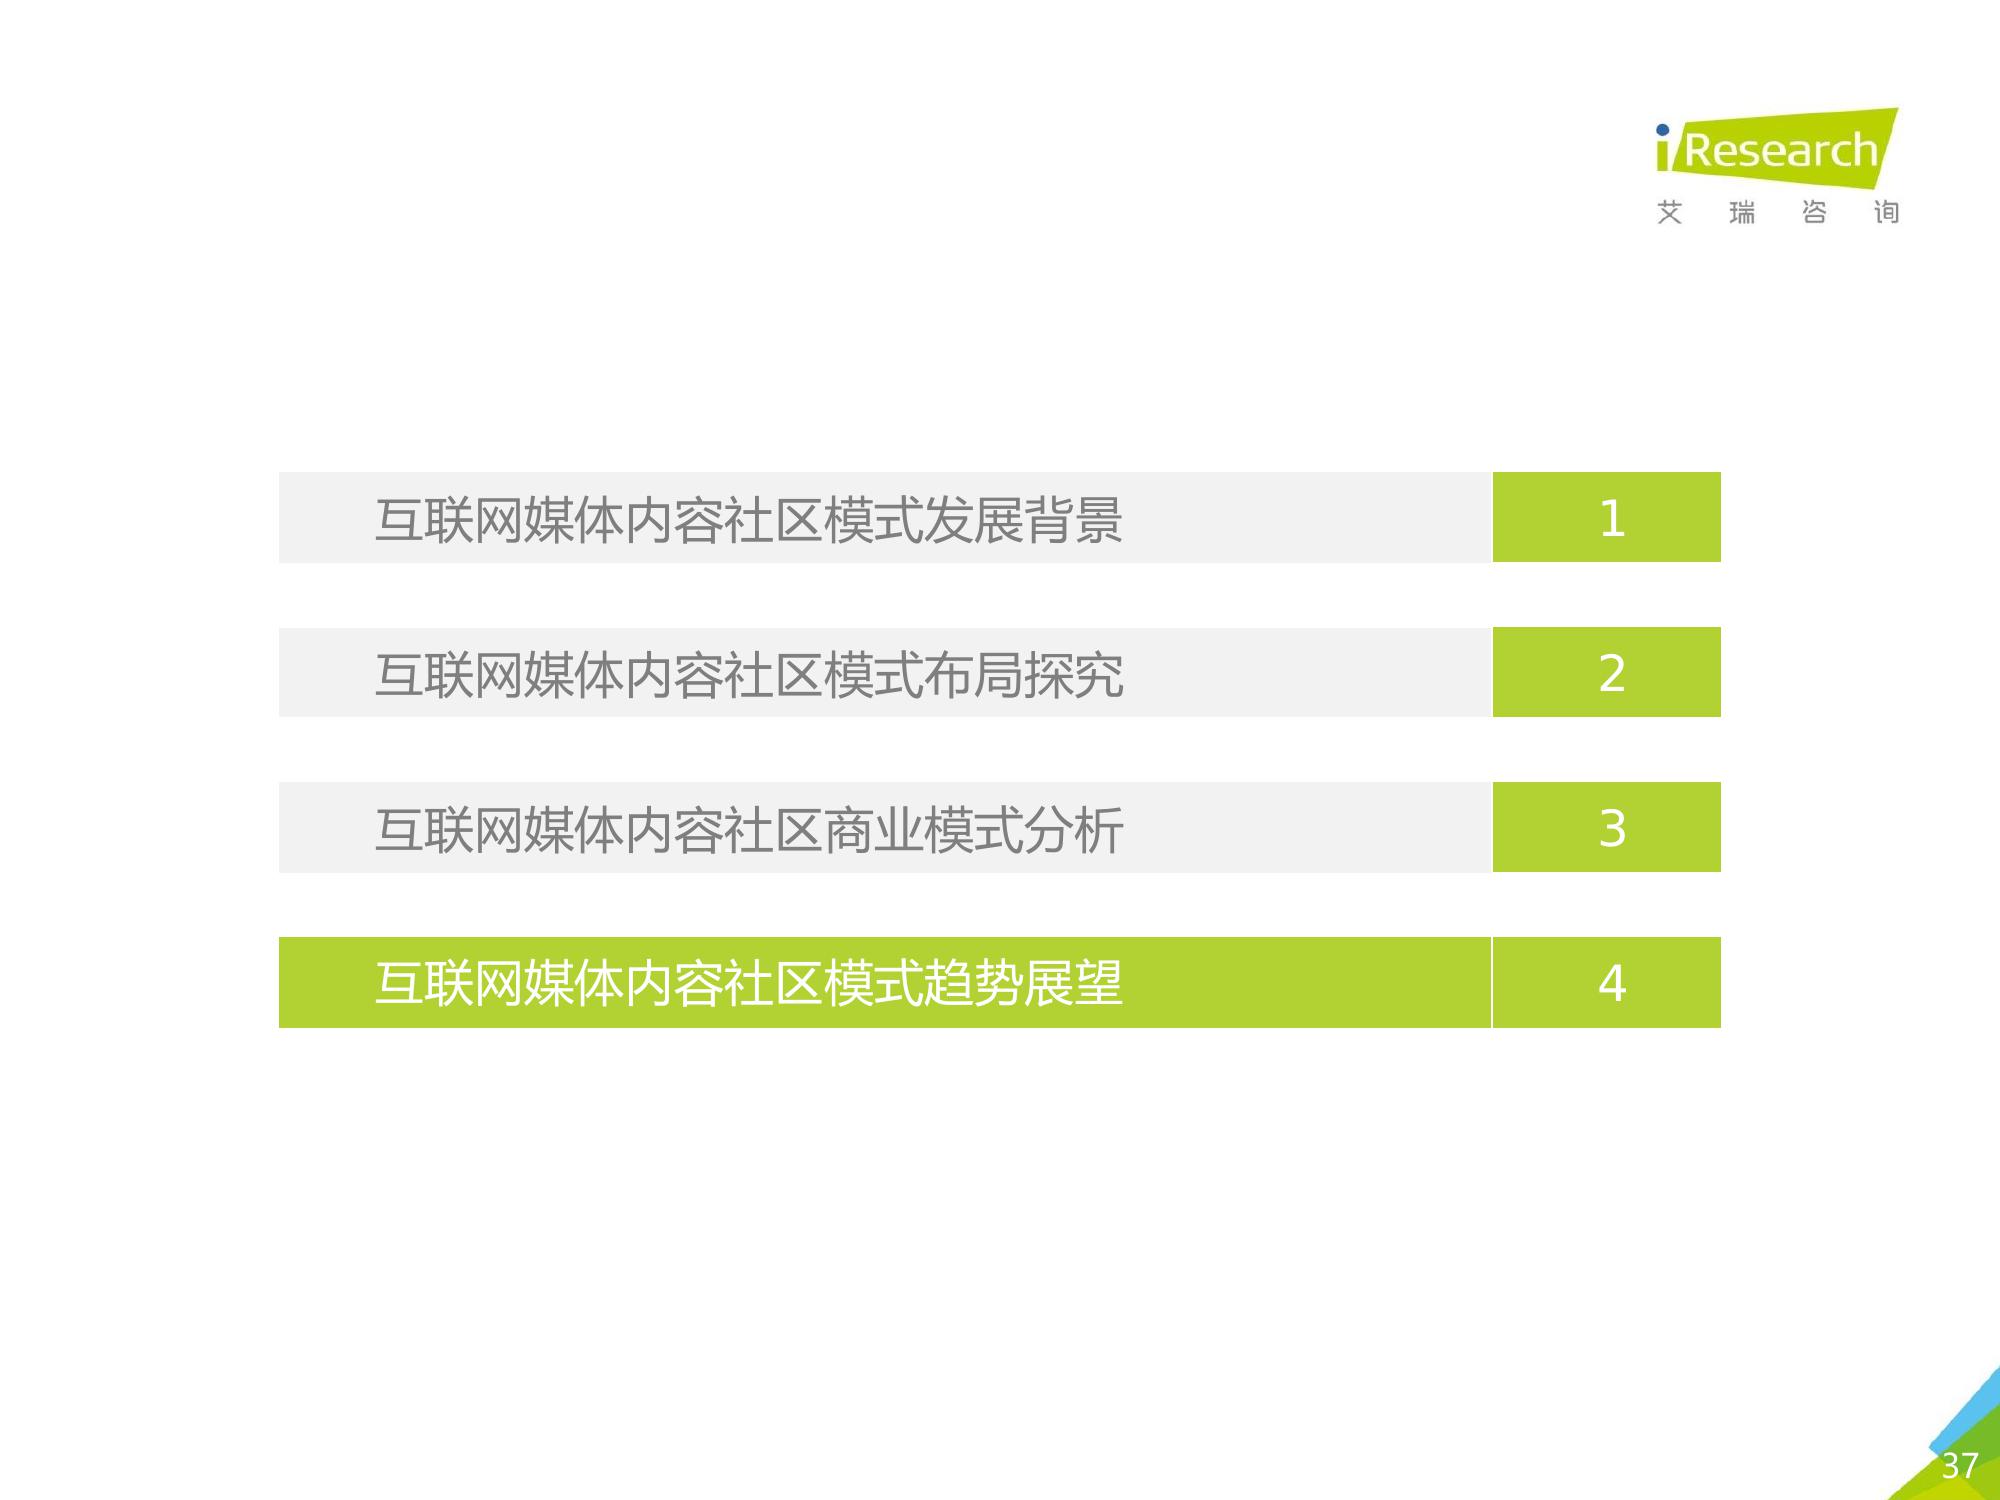 iResearch
艾瑞咨询
互联网媒体内容社区模式发展背景 1
互联网媒体内容社区模式布局探究 2
互联网媒体内容社区商业模式分析 3
互联网媒体内容社区模式趋势展望 4
37